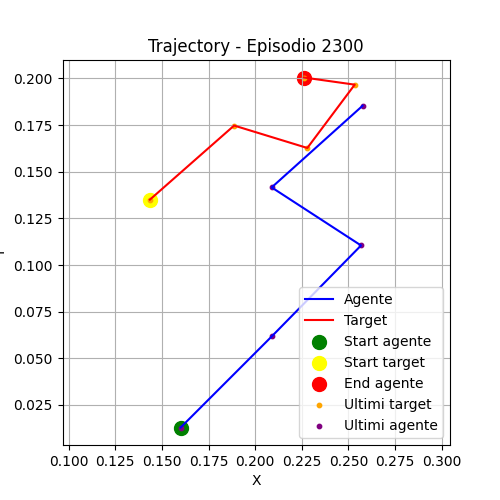 Trajectory - Episodio 2300
0.200
0.175
0.150
0.125
0.100
0.075
0.050
0.025
0.100 0.125 0.150 0.175 0.200 0.225 0.250 0.275 0.300
X
Agente
Target
Start agente
Start target
End agente
Ultimi target
Ultimi agente